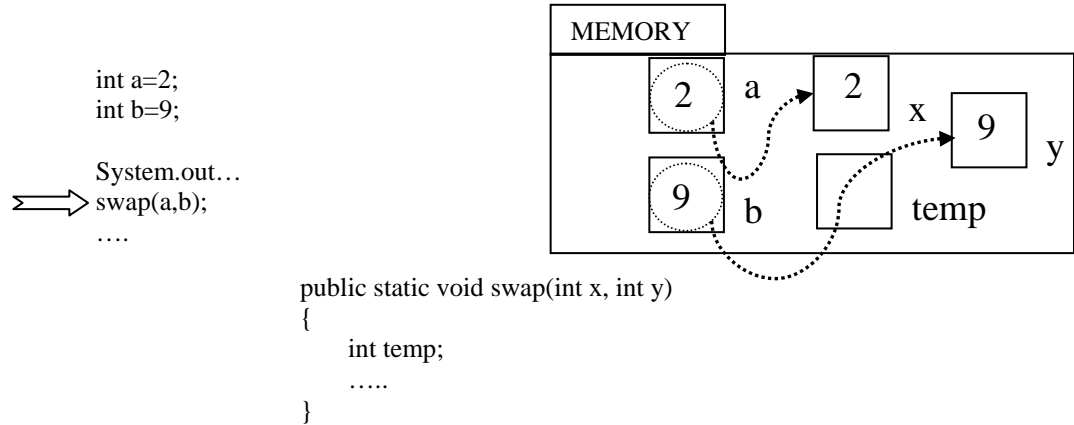 MEMORY
int a=2;
int b=9;
System.out…
swap(a,b);
….
2 a 2 x 9 y
9 b temp
public static void swap(int x, int y)
{
int temp;
…..
}